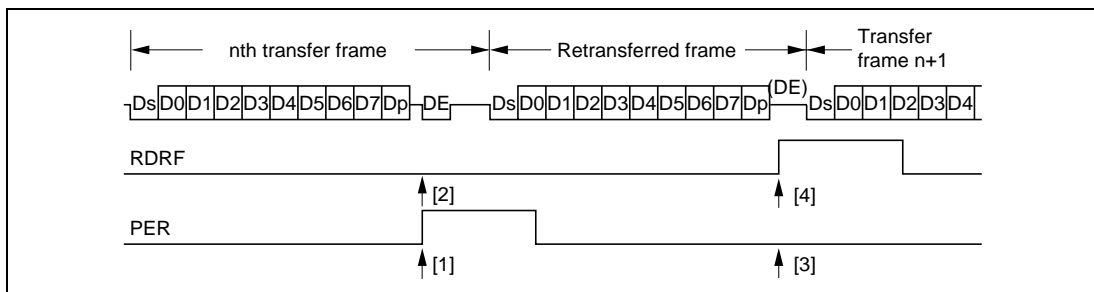 nth transfer frame Retransferred frame Transfer
frame n+1
Ds D0 D1 D2 D3 D4 D5 D6 D7 Dp DE Ds D0 D1 D2 D3 D4 D5 D6 D7 Dp (DE) Ds D0 D1 D2 D3 D4
RDRF
[2] [4]
PER
[1] [3]